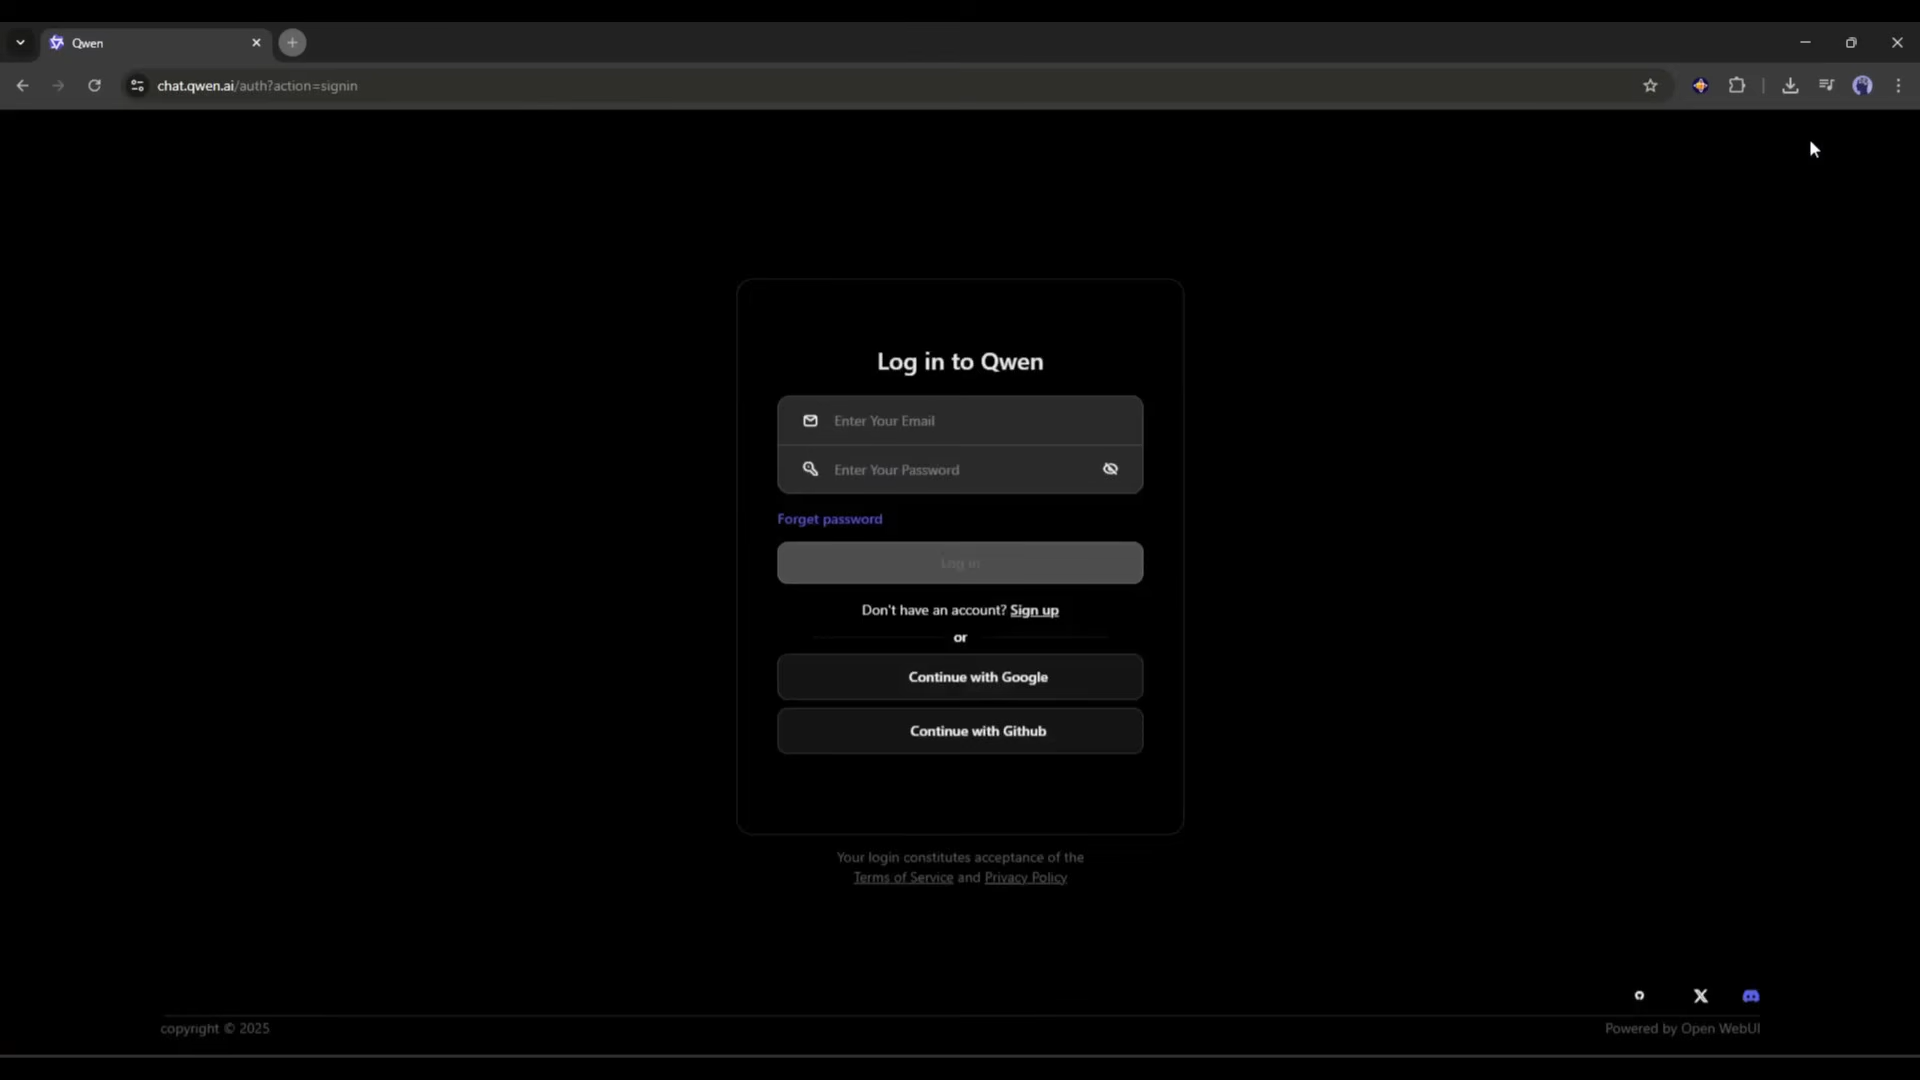 Qwen
chat.qwen.ai/auth?action=signin
Log in to Qwen
Enter Your Email
Enter Your Password
Forget password
Log in
Don't have an account? Sign up
or
Continue with Google
Continue with Github
Your login constitutes acceptance of the
Terms of Service and Privacy Policy
copyright © 2025
Powered by Open WebUI